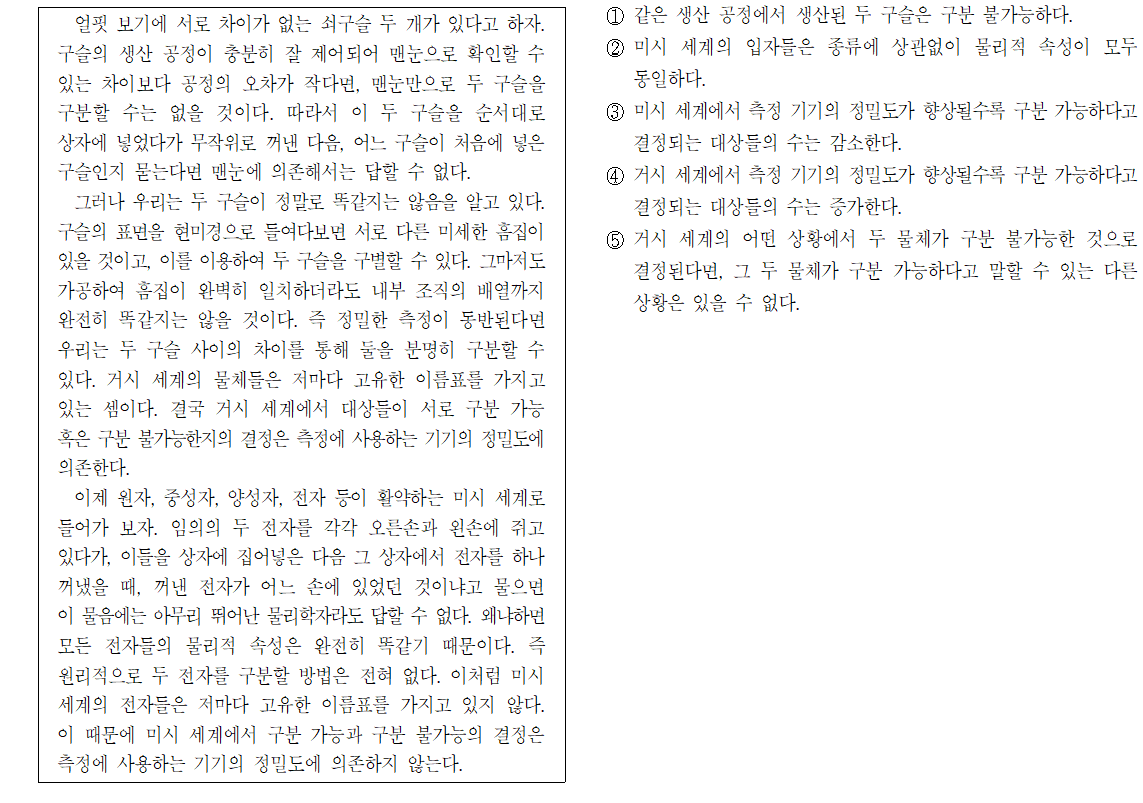 얼핏 보기에 서로 차이가 없는 쇠구슬 두 개가 있다고 하자.
구슬의 생산 공정이 충분히 잘 제어되어 맨눈으로 확인할 수
있는 차이보다 공정의 오차가 작다면, 맨눈만으로 두 구슬을
구분할 수는 없을 것이다. 따라서 이 두 구슬을 순서대로
상자에 넣었다가 무작위로 꺼낸 다음, 어느 구슬이 처음에 넣은
구슬인지 묻는다면 맨눈에 의존해서는 답할 수 없다.
그러나 우리는 두 구슬이 정말로 똑같지는 않음을 알고 있다.
구슬의 표면을 현미경으로 들여다보면 서로 다른 미세한 흠집이
있을 것이고, 이를 이용하여 두 구슬을 구별할 수 있다. 그마저도
가공하여 흠집이 완벽히 일치하더라도 내부 조직의 배열까지
완전히 똑같지는 않을 것이다. 즉 정밀한 측정이 동반된다면
우리는 두 구슬 사이의 차이를 통해 둘을 분명히 구분할 수
있다. 거시 세계의 물체들은 저마다 고유한 이름표를 가지고
있는 셈이다. 결국 거시 세계에서 대상들이 서로 구분 가능
혹은 구분 불가능한지의 결정은 측정에 사용하는 기기의 정밀도에
의존한다.
이제 원자, 중성자, 양성자, 전자 등이 활약하는 미시 세계로
들어가 보자. 임의의 두 전자를 각각 오른손과 왼손에 쥐고
있다가, 이들을 상자에 집어넣은 다음 그 상자에서 전자를 하나
꺼냈을 때, 꺼낸 전자가 어느 손에 있었던 것이냐고 물으면
이 물음에는 아무리 뛰어난 물리학자라도 답할 수 없다. 왜냐하면
모든 전자들의 물리적 속성은 완전히 똑같기 때문이다. 즉
원리적으로 두 전자를 구분할 방법은 전혀 없다. 이처럼 미시
세계의 전자들은 저마다 고유한 이름표를 가지고 있지 않다.
이 때문에 미시 세계에서 구분 가능과 구분 불가능의 결정은
측정에 사용하는 기기의 정밀도에 의존하지 않는다.
① 같은 생산 공정에서 생산된 두 구슬은 구분 불가능하다.
② 미시 세계의 입자들은 종류에 상관없이 물리적 속성이 모두
동일하다.
③ 미시 세계에서 측정 기기의 정밀도가 향상될수록 구분 가능하다고
결정되는 대상들의 수는 감소한다.
④ 거시 세계에서 측정 기기의 정밀도가 향상될수록 구분 가능하다고
결정되는 대상들의 수는 증가한다.
⑤ 거시 세계의 어떤 상황에서 두 물체가 구분 불가능한 것으로
결정된다면, 그 두 물체가 구분 가능하다고 말할 수 있는 다른
상황은 있을 수 없다.